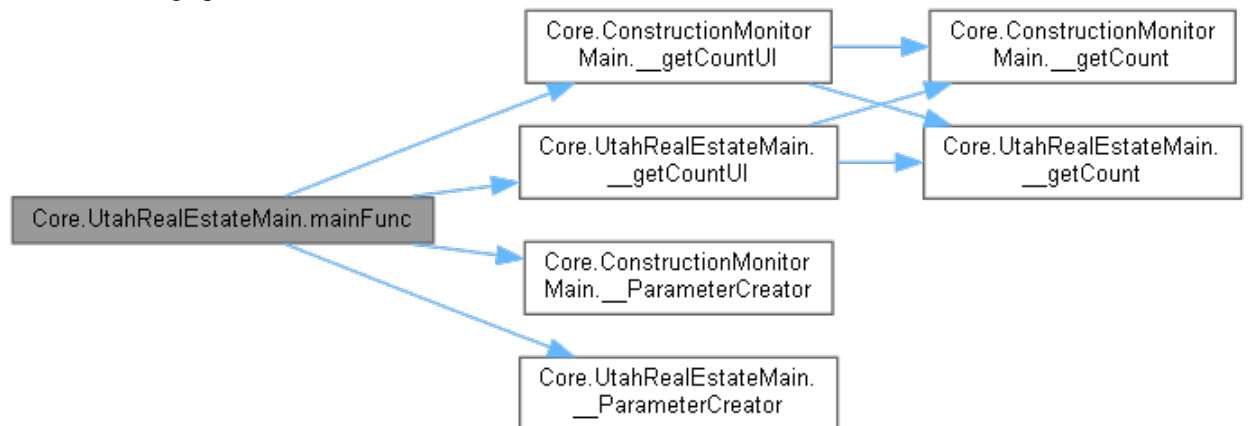 Core.ConstructionMonitor
Main.__getCountUI
Core.ConstructionMonitor
Main.__getCount
Core.UtahRealEstateMain.
__getCountUI
Core.UtahRealEstateMain.
__getCount
Core.UtahRealEstateMain.mainFunc
Core.ConstructionMonitor
Main.__ParameterCreator
Core.UtahRealEstateMain.
__ParameterCreator